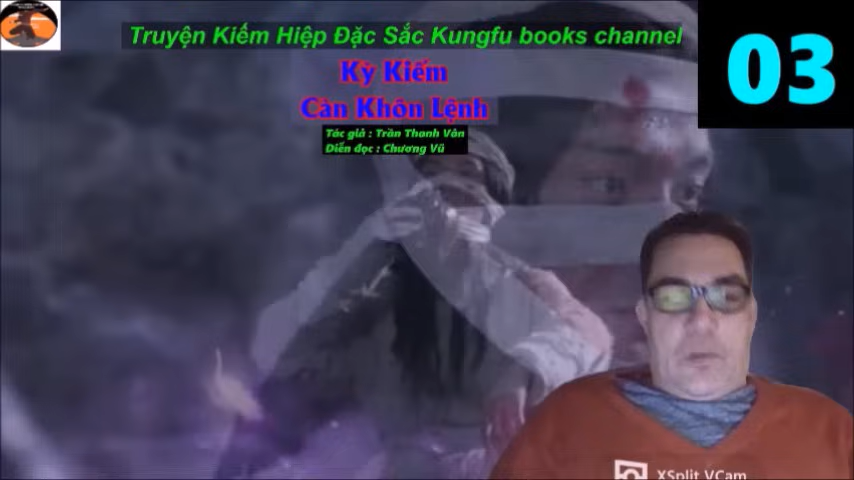 Truyện Kiếm Hiệp Đặc Sắc Kungfu books channel
03
Kỳ Kiếm
Càn Khôn Lệnh
Tác giả : Trần Thanh Vân
Diễn đọc : Chương Vũ
XSplit VCam